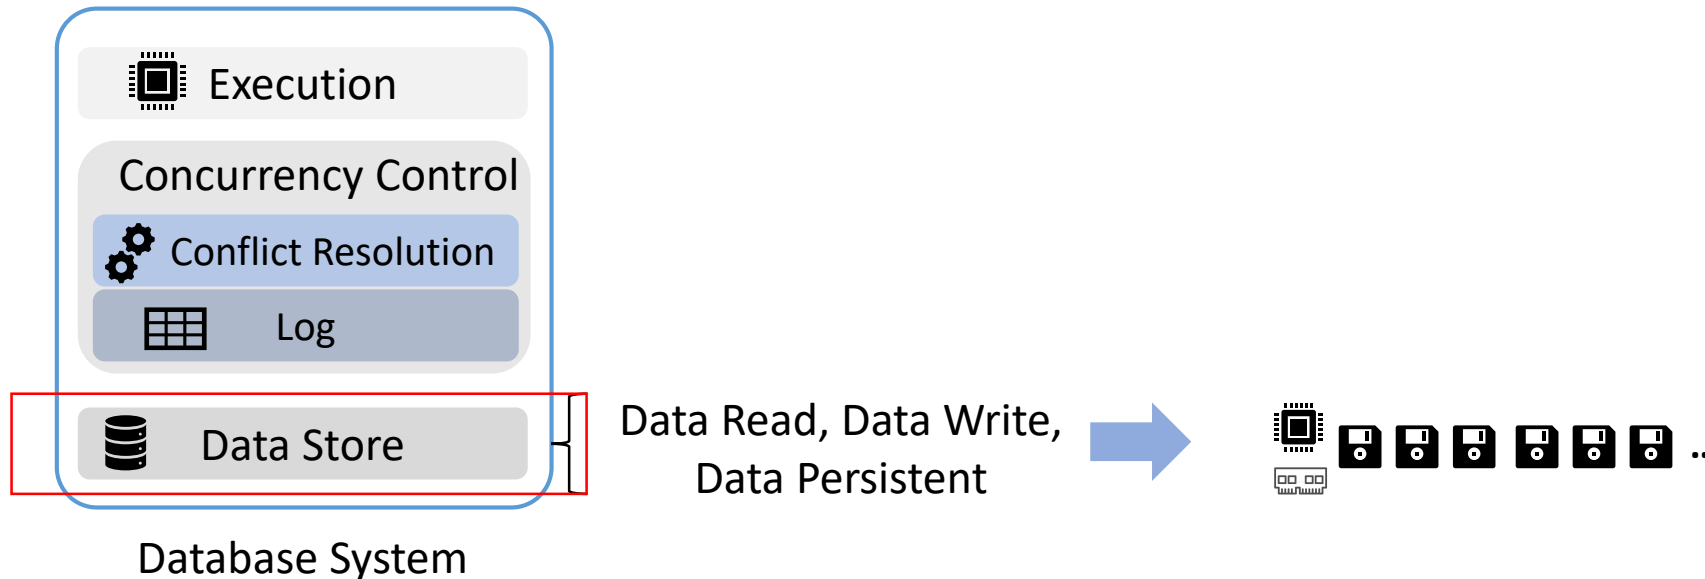 Execution
Concurrency Control
Conflict Resolution
Log
Data Store
Data Read, Data Write,
Data Persistent
...
Database System